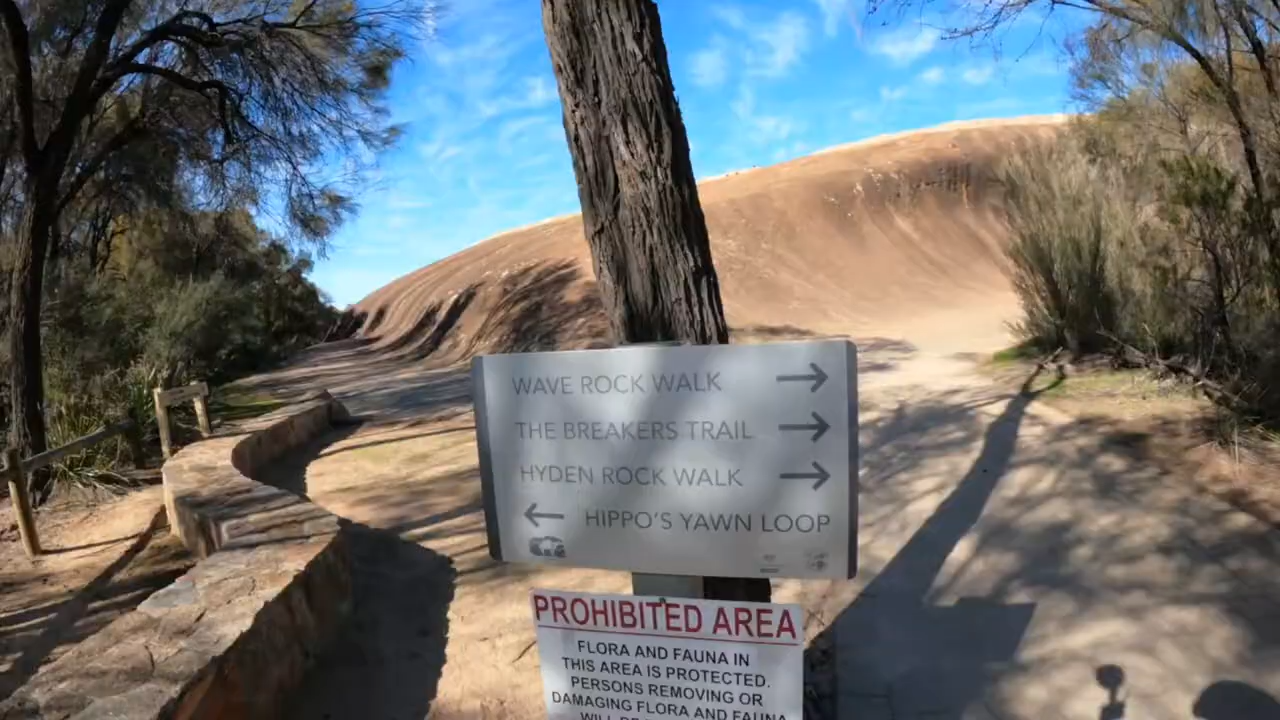 WAVE ROCK WALK →
THE BREAKERS TRAIL →
HYDEN ROCK WALK →
← HIPPO'S YAWN LOOP
PROHIBITED AREA
FLORA AND FAUNA IN
THIS AREA IS PROTECTED.
PERSONS REMOVING OR
DAMAGING FLORA AND FAUNA